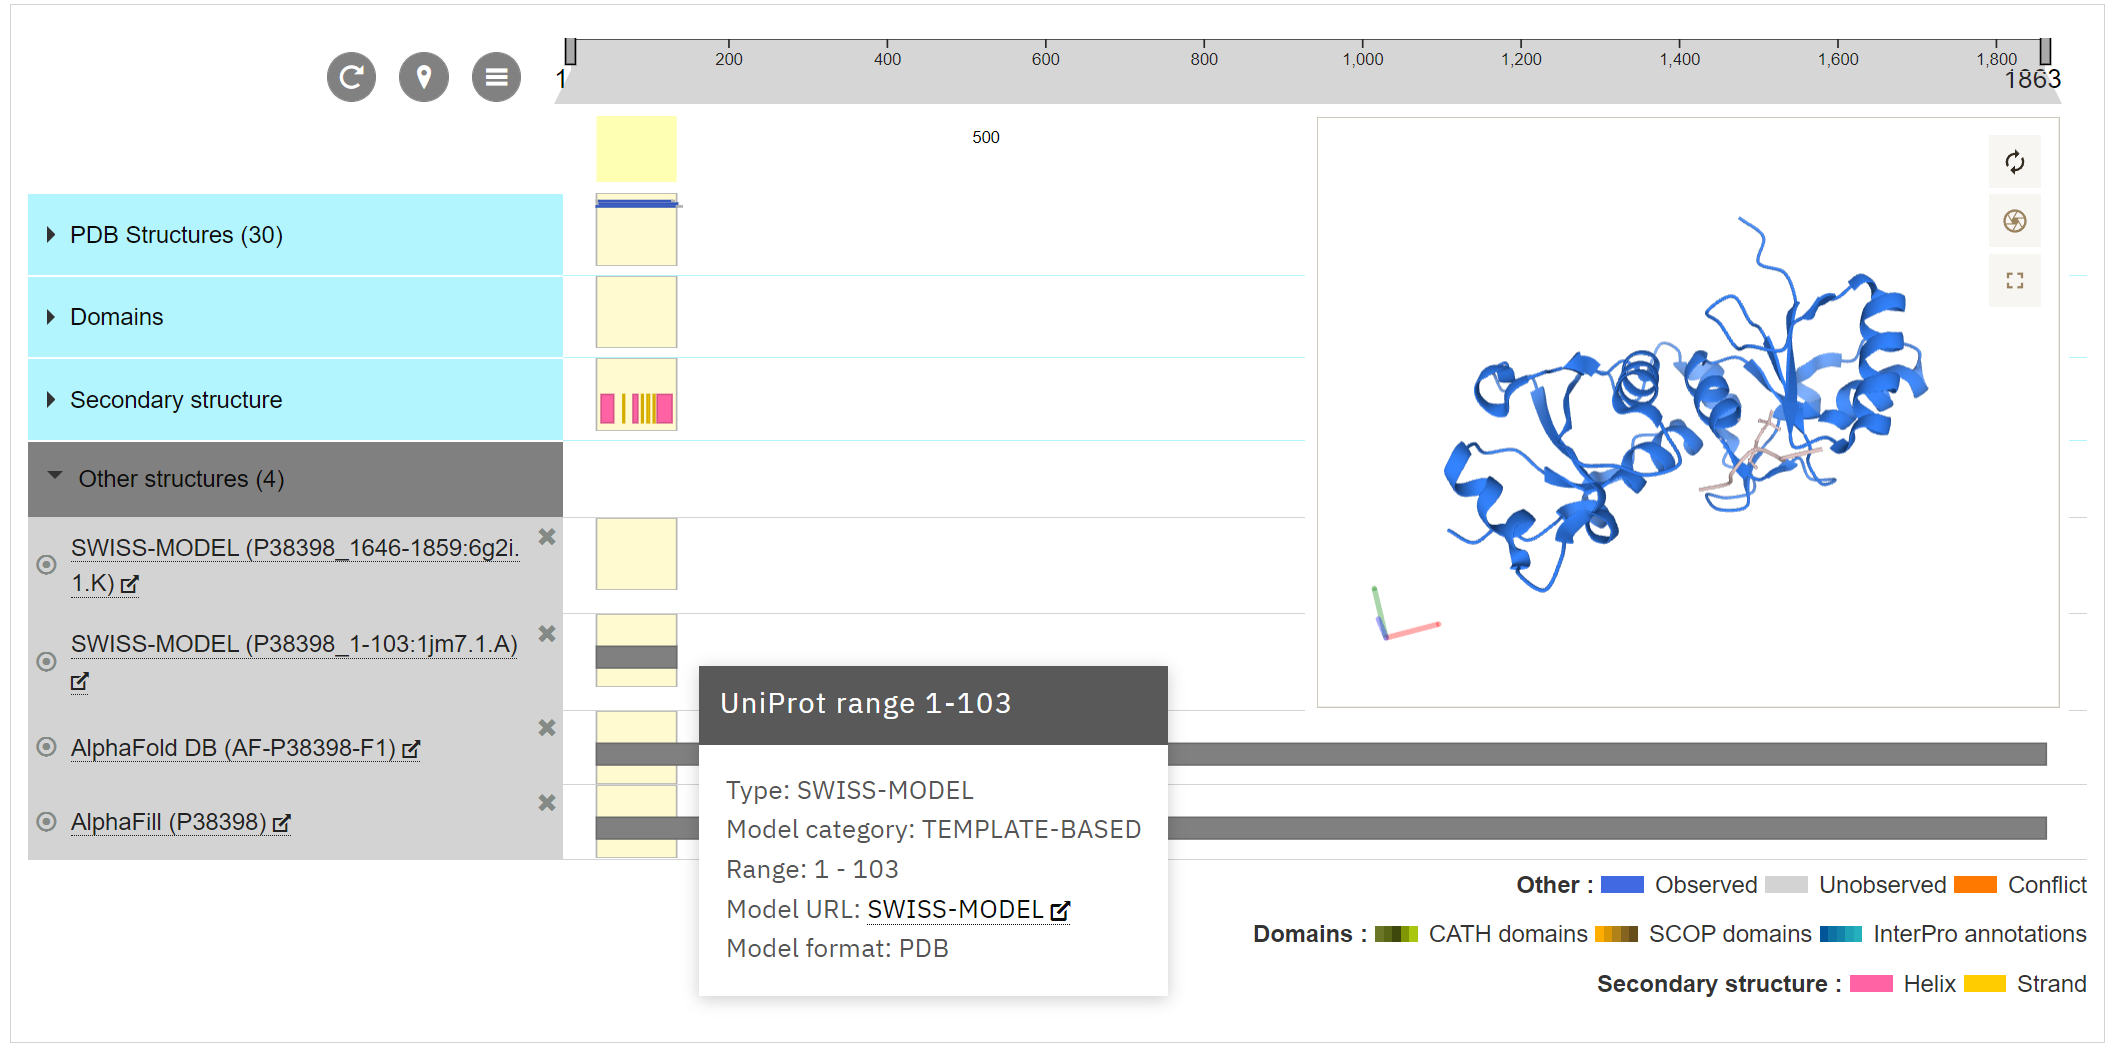 200 400 600 800 1,000 1,200 1,400 1,600 1,800
1 1863
500
PDB Structures (30)
Domains
Secondary structure
Other structures (4)
SWISS-MODEL (P38398_1646-1859:6g2i.
1.K)
SWISS-MODEL (P38398_1-103:1jm7.1.A)
AlphaFold DB (AF-P38398-F1)
AlphaFill (P38398)
UniProt range 1-103
Type: SWISS-MODEL
Model category: TEMPLATE-BASED
Range: 1 - 103
Model URL: SWISS-MODEL
Model format: PDB
Other : Observed Unobserved Conflict
Domains : CATH domains SCOP domains InterPro annotations
Secondary structure : Helix Strand